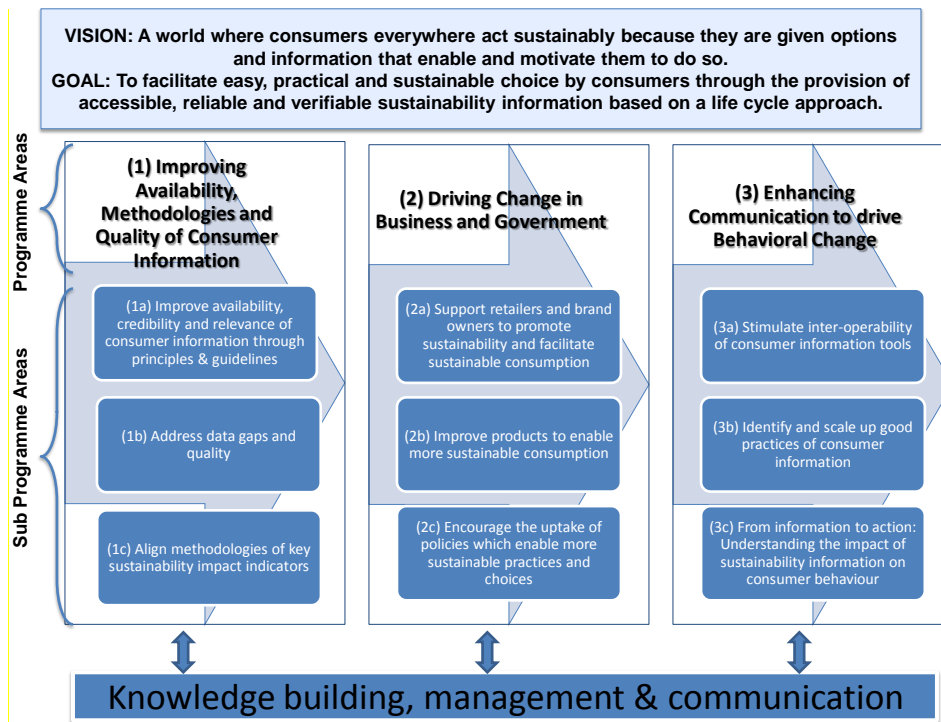 VISION: A world where consumers everywhere act sustainably because they are given options
and information that enable and motivate them to do so.
GOAL: To facilitate easy, practical and sustainable choice by consumers through the provision of
accessible, reliable and verifiable sustainability information based on a life cycle approach.
Programme Areas
(1) Improving
Availability,
Methodologies and
Quality of Consumer
Information
(2) Driving Change in
Business and Government
(3) Enhancing
Communication to drive
Behavioral Change
Sub Programme Areas
(1a) Improve availability,
credibility and relevance of
consumer information through
principles & guidelines
(1b) Address data gaps and
quality
(1c) Align methodologies of key
sustainability impact indicators
(2a) Support retailers and brand
owners to promote
sustainability and facilitate
sustainable consumption
(2b) Improve products to enable
more sustainable consumption
(2c) Encourage the uptake of
policies which enable more
sustainable practices and
choices
(3a) Stimulate inter-operability
of consumer information tools
(3b) Identify and scale up good
practices of consumer
information
(3c) From information to action:
Understanding the impact of
sustainability information on
consumer behaviour
Knowledge building, management & communication